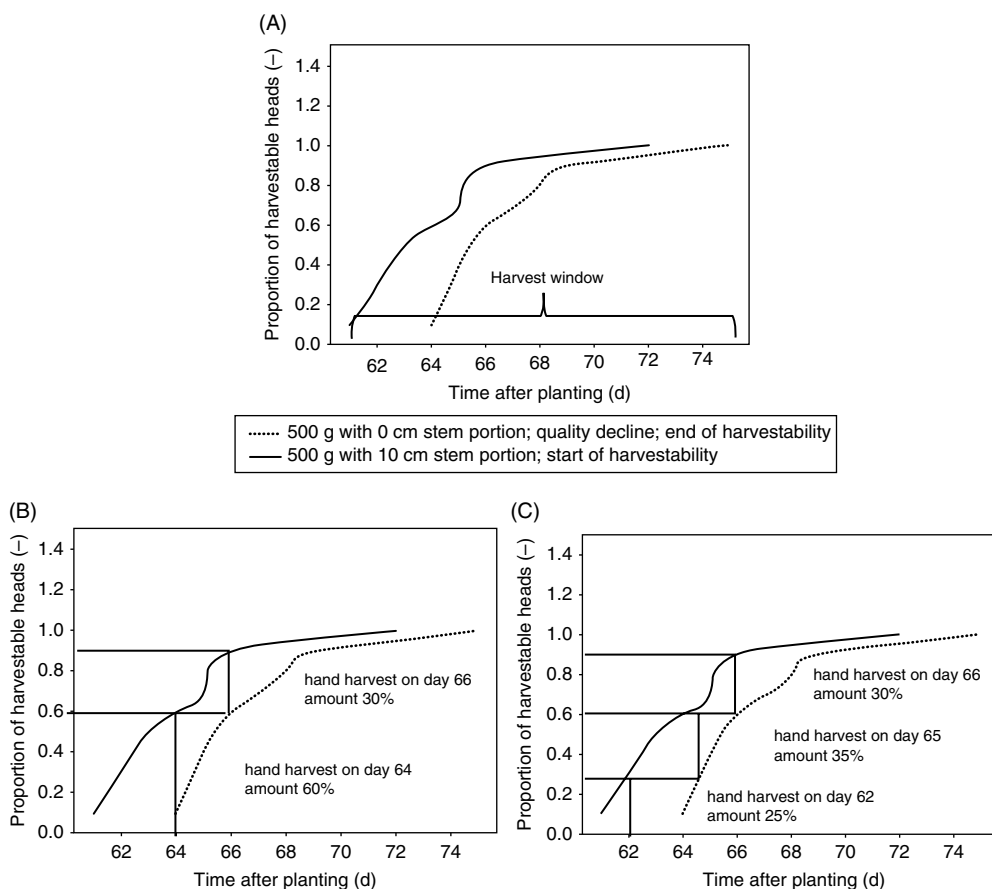 (A)
Proportion of harvestable heads (–)
1.4
1.2
1.0
0.8
0.6
0.4
0.2
0.0
Harvest window
62 64 66 68 70 72 74
Time after planting (d)
500 g with 0 cm stem portion; quality decline; end of harvestability
500 g with 10 cm stem portion; start of harvestability
(B)
Proportion of harvestable heads (–)
1.4
1.2
1.0
0.8
0.6
0.4
0.2
0.0
hand harvest on day 66
amount 30%
hand harvest on day 64
amount 60%
62 64 66 68 70 72 74
Time after planting (d)
(C)
Proportion of harvestable heads (–)
1.4
1.2
1.0
0.8
0.6
0.4
0.2
0.0
hand harvest on day 66
amount 30%
hand harvest on day 65
amount 35%
hand harvest on day 62
amount 25%
62 64 66 68 70 72 74
Time after planting (d)